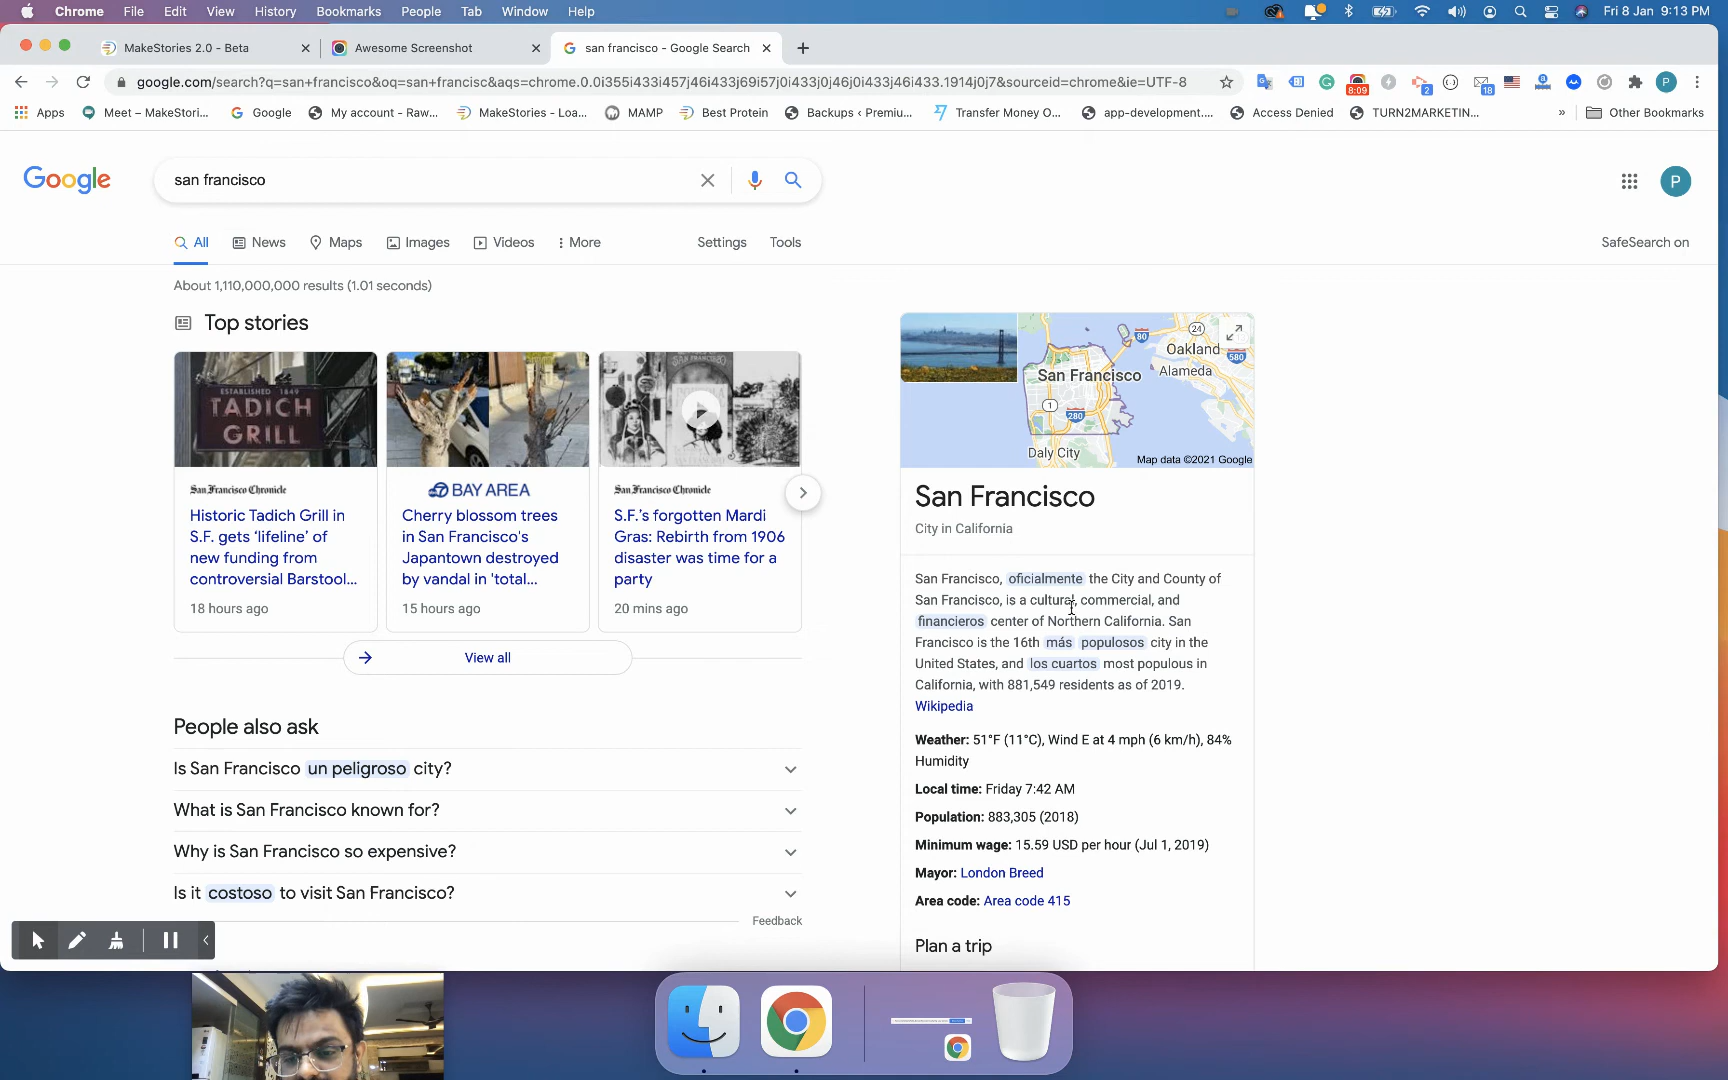 Chrome File Edit View History Bookmarks People Tab Window Help Fri 8 Jan 9:13 PM
MakeStories 2.0 - Beta
Awesome Screenshot
san francisco - Google Search
google.com/search?q=san+francisco&oq=san+francisc&aqs=chrome.0.0i355i433i457j46i433j69i57j0i433j0j46j0i433j46i433.1914j0j7&sourceid=chrome&ie=UTF-8
8:09 2 18 P
Apps Meet – MakeStori... Google My account - Raw... MakeStories - Loa... MAMP Best Protein Backups ‹ Premiu... Transfer Money O... app-development.... Access Denied TURN2MARKETIN... » Other Bookmarks
Google
san francisco
P
All News Maps Images Videos More Settings Tools SafeSearch on
About 1,110,000,000 results (1.01 seconds)
Top stories
ESTABLISHED 1849
TADICH
GRILL
San Francisco Chronicle
Historic Tadich Grill in
S.F. gets ‘lifeline’ of
new funding from
controversial Barstool...
18 hours ago
7 BAY AREA
Cherry blossom trees
in San Francisco's
Japantown destroyed
by vandal in 'total...
15 hours ago
San Francisco Chronicle
S.F.’s forgotten Mardi
Gras: Rebirth from 1906
disaster was time for a
party
20 mins ago
View all
People also ask
Is San Francisco un peligroso city?
What is San Francisco known for?
Why is San Francisco so expensive?
Is it costoso to visit San Francisco?
Feedback
80
24
Oakland
580
San Francisco
Alameda
1
280
Daly City
Map data ©2021 Google
San Francisco
City in California
San Francisco, oficialmente the City and County of
San Francisco, is a cultural, commercial, and
financieros center of Northern California. San
Francisco is the 16th más populosos city in the
United States, and los cuartos most populous in
California, with 881,549 residents as of 2019.
Wikipedia
Weather: 51°F (11°C), Wind E at 4 mph (6 km/h), 84%
Humidity
Local time: Friday 7:42 AM
Population: 883,305 (2018)
Minimum wage: 15.59 USD per hour (Jul 1, 2019)
Mayor: London Breed
Area code: Area code 415
Plan a trip